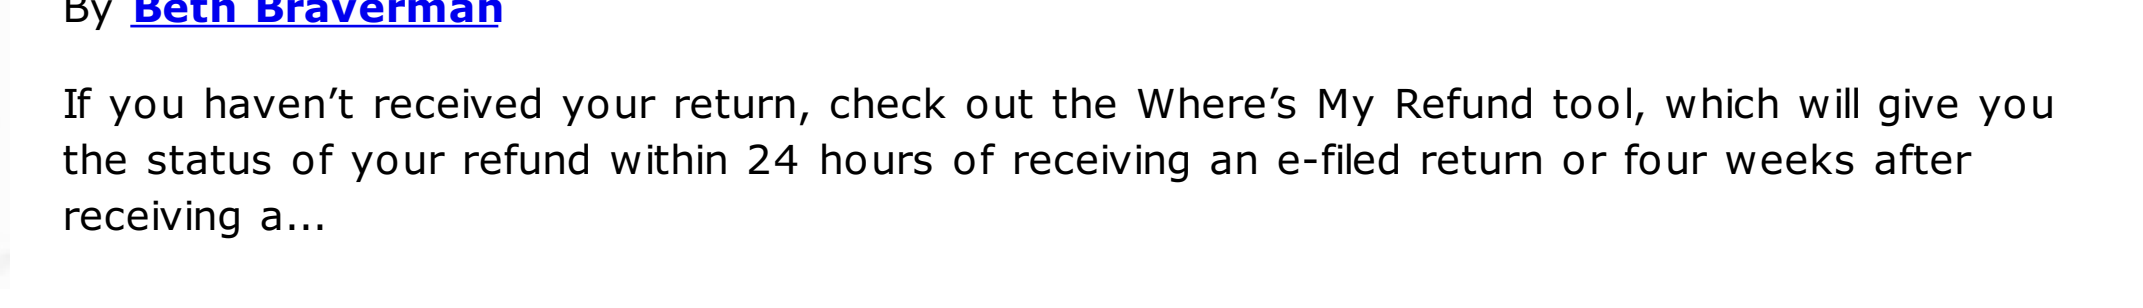 By Beth Braverman
If you haven’t received your return, check out the Where’s My Refund tool, which will give you
the status of your refund within 24 hours of receiving an e-filed return or four weeks after
receiving a...